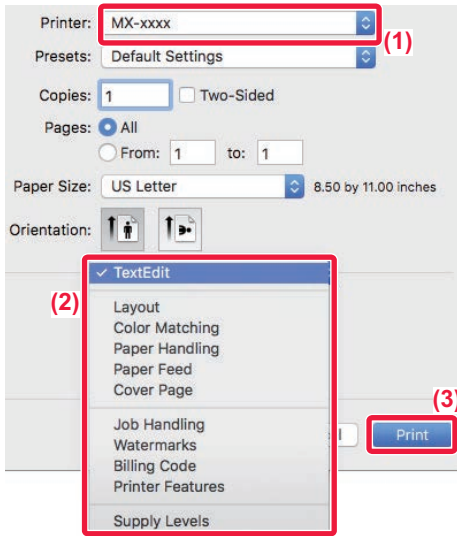 Printer: MX-xxxx
(1)
Presets: Default Settings
Copies: 1 Two-Sided
Pages: All
From: 1 to: 1
Paper Size: US Letter 8.50 by 11.00 inches
Orientation:
(2)
✓ TextEdit
Layout
Color Matching
Paper Handling
Paper Feed
Cover Page
Job Handling
Watermarks
Billing Code
Printer Features
Supply Levels
(3)
Print